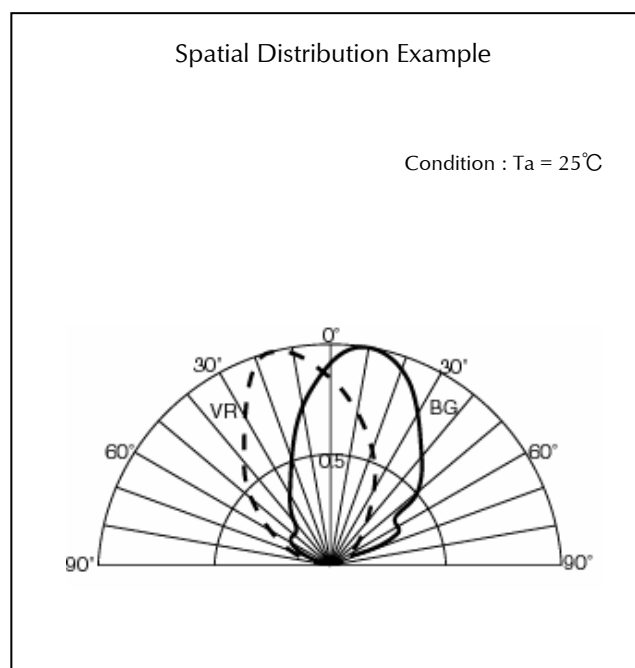 Spatial Distribution Example
Condition : Ta = 25℃
0°
30°
30°
VR
BG
60°
0.5
60°
90°
90°